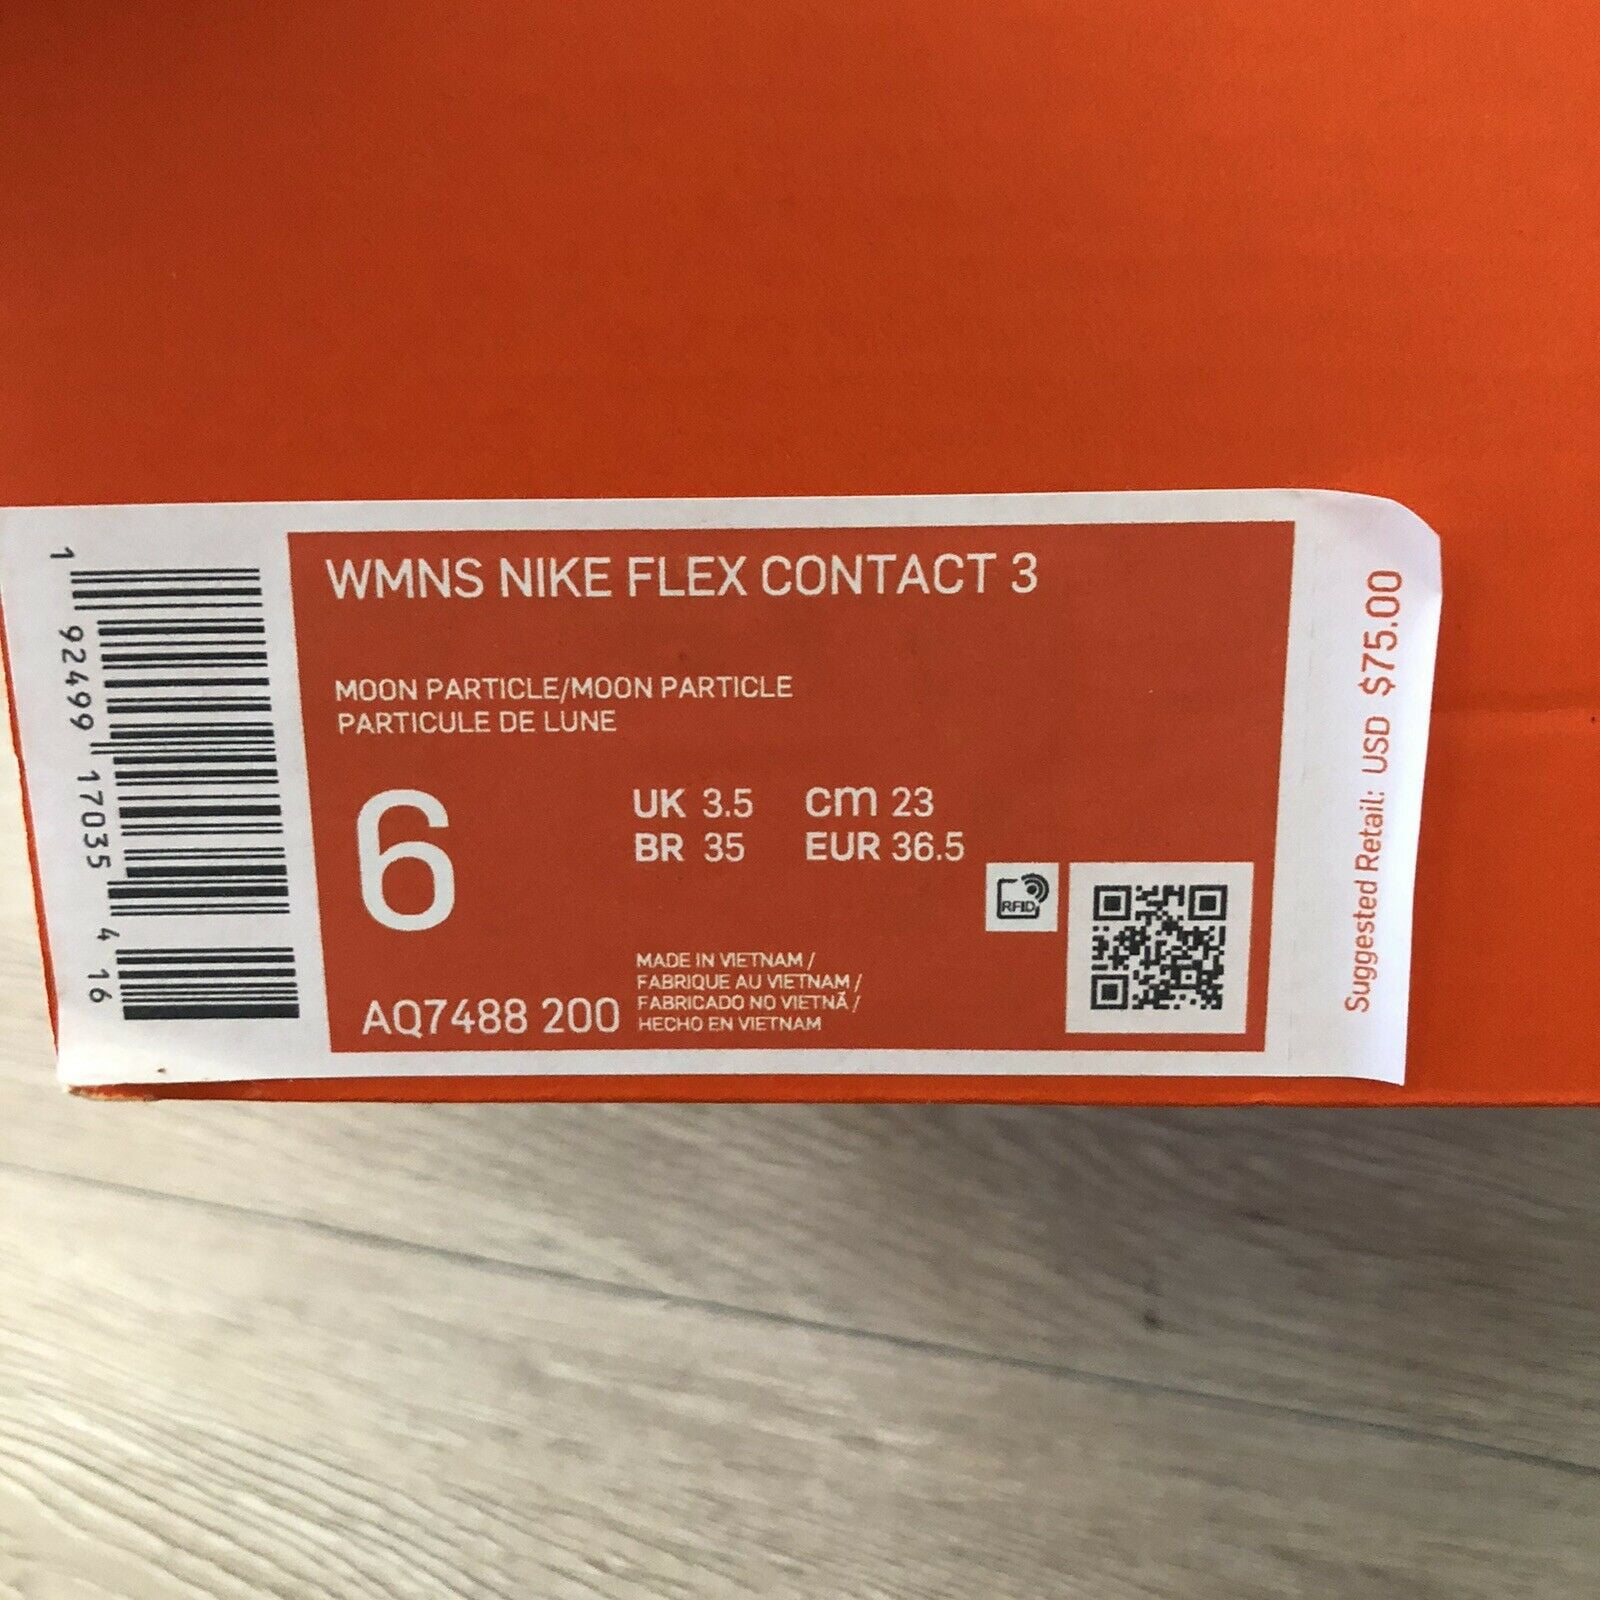 WMNS NIKE FLEX CONTACT 3
MOON PARTICLE/MOON PARTICLE
PARTICULE DE LUNE
6
UK 3.5 cm 23
BR 35 EUR 36.5
RFID
MADE IN VIETNAM /
FABRIQUE AU VIETNAM /
FABRICADO NO VIETNÃ /
HECHO EN VIETNAM
AQ7488 200
1 92499 17035 4 16
Suggested Retail: USD $75.00